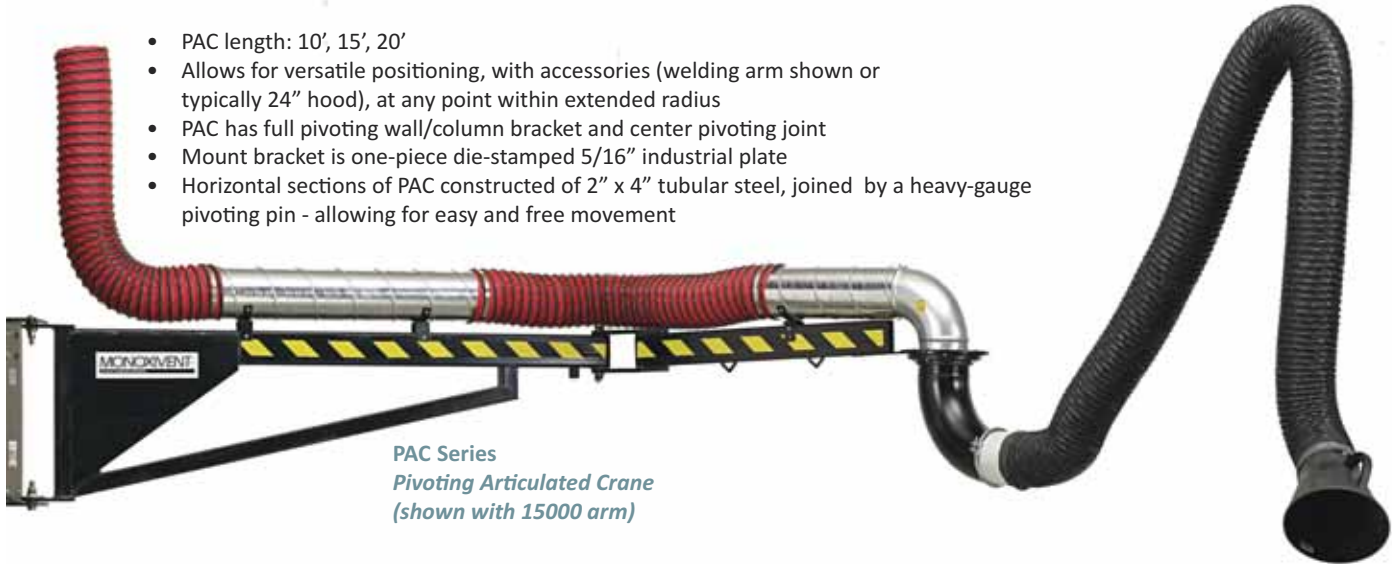 • PAC length: 10’, 15’, 20’
• Allows for versatile positioning, with accessories (welding arm shown or
typically 24” hood), at any point within extended radius
• PAC has full pivoting wall/column bracket and center pivoting joint
• Mount bracket is one-piece die-stamped 5/16” industrial plate
• Horizontal sections of PAC constructed of 2” x 4” tubular steel, joined by a heavy-gauge
pivoting pin - allowing for easy and free movement
MONOXIVENT
PAC Series
Pivoting Articulated Crane
(shown with 15000 arm)